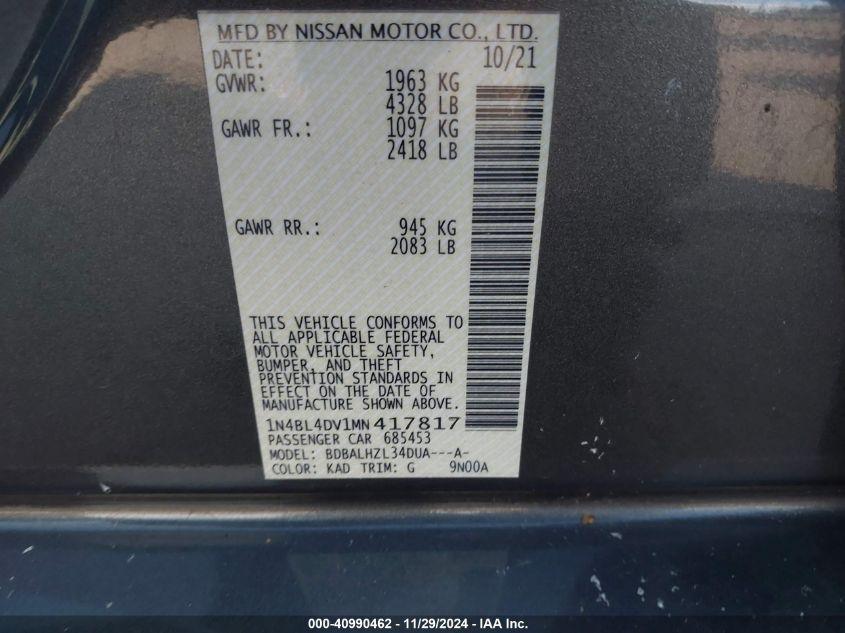 MFD BY NISSAN MOTOR CO., LTD.
DATE: 10/21
GVWR: 1963 KG
4328 LB
GAWR FR.: 1097 KG
2418 LB
GAWR RR.: 945 KG
2083 LB
THIS VEHICLE CONFORMS TO
ALL APPLICABLE FEDERAL
MOTOR VEHICLE SAFETY,
BUMPER, AND THEFT
PREVENTION STANDARDS IN
EFFECT ON THE DATE OF
MANUFACTURE SHOWN ABOVE.
1N4BL4DV1MN417817
PASSENGER CAR 685453
MODEL: BDBALHZL34DUA---A-
COLOR: KAD TRIM: G 9N00A
000-40990462 - 11/29/2024 - IAA Inc.